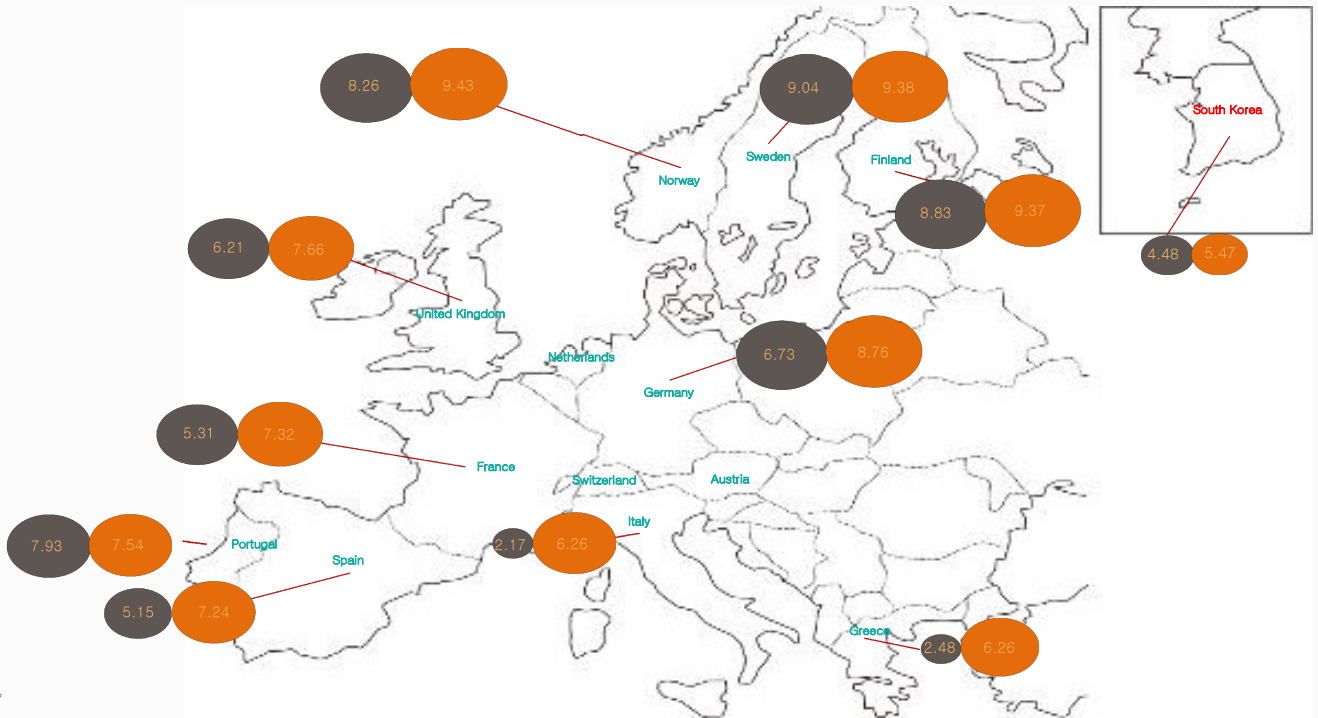 8.26 9.43
9.04 9.38
Norway
Sweden
Finland
8.83 9.37
South Korea
4.48 5.47
6.21 7.66
United Kingdom
Netherlands
6.73 8.76
Germany
5.31 7.32
France
Switzerland
Austria
7.93 7.54
Portugal
Spain
5.15 7.24
2.17 6.26
Italy
Greece
2.48 6.26